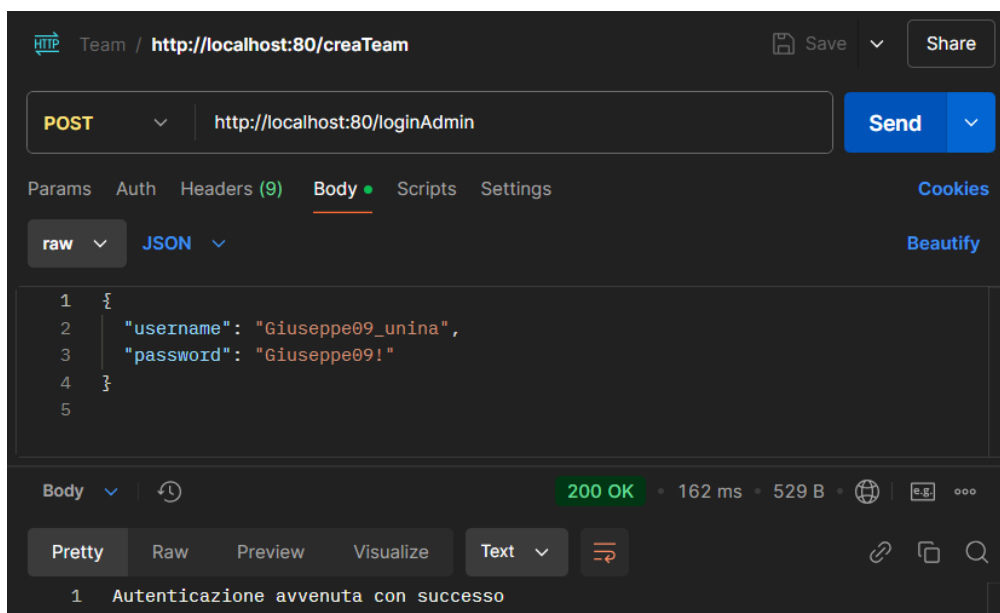 HTTP Team / http://localhost:80/creaTeam Save Share
POST http://localhost:80/loginAdmin Send
Params Auth Headers (9) Body Scripts Settings Cookies
raw JSON Beautify
1 {
2 "username": "Giuseppe09_unina",
3 "password": "Giuseppe09!"
4 }
5
Body 200 OK • 162 ms • 529 B • e.g.
Pretty Raw Preview Visualize Text
1 Autenticazione avvenuta con successo